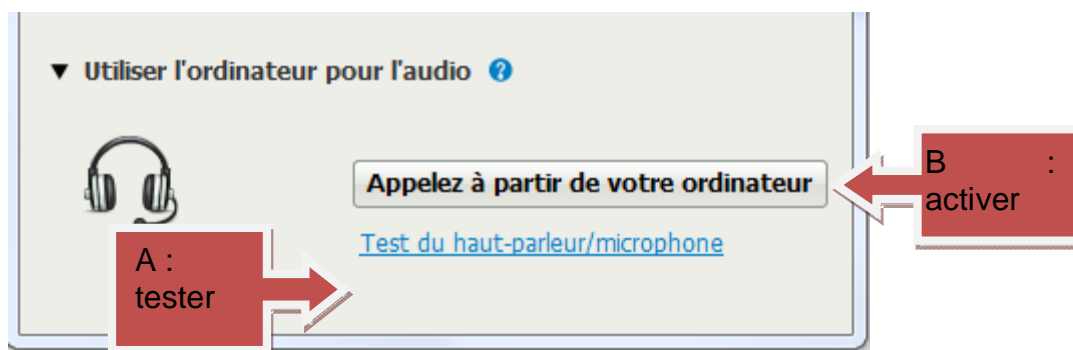 Utiliser l'ordinateur pour l'audio ?
Appelez à partir de votre ordinateur
B :
activer
Test du haut-parleur/microphone
A :
tester